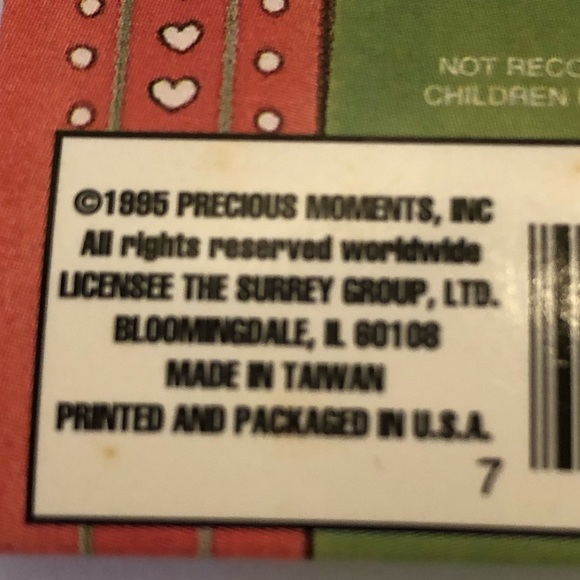 NOT RECO
CHILDREN
©1995 PRECIOUS MOMENTS, INC
All rights reserved worldwide
LICENSEE THE SURREY GROUP, LTD.
BLOOMINGDALE, IL 60108
MADE IN TAIWAN
PRINTED AND PACKAGED IN U.S.A.
7